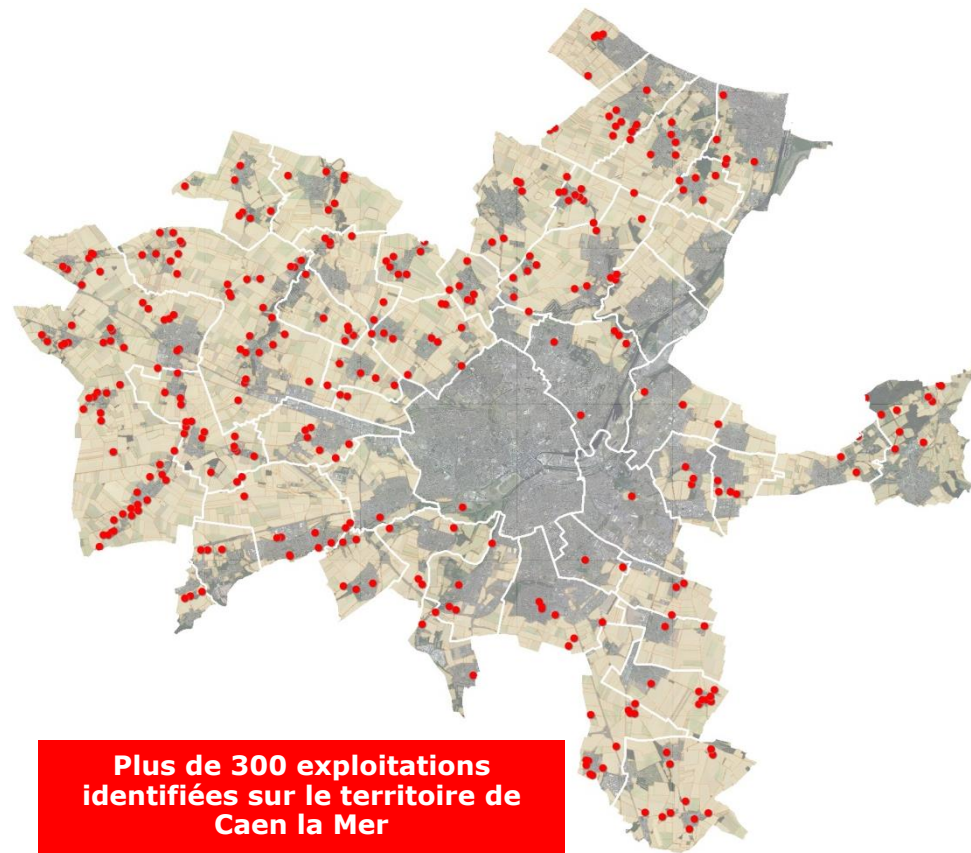 Plus de 300 exploitations
identifiées sur le territoire de
Caen la Mer